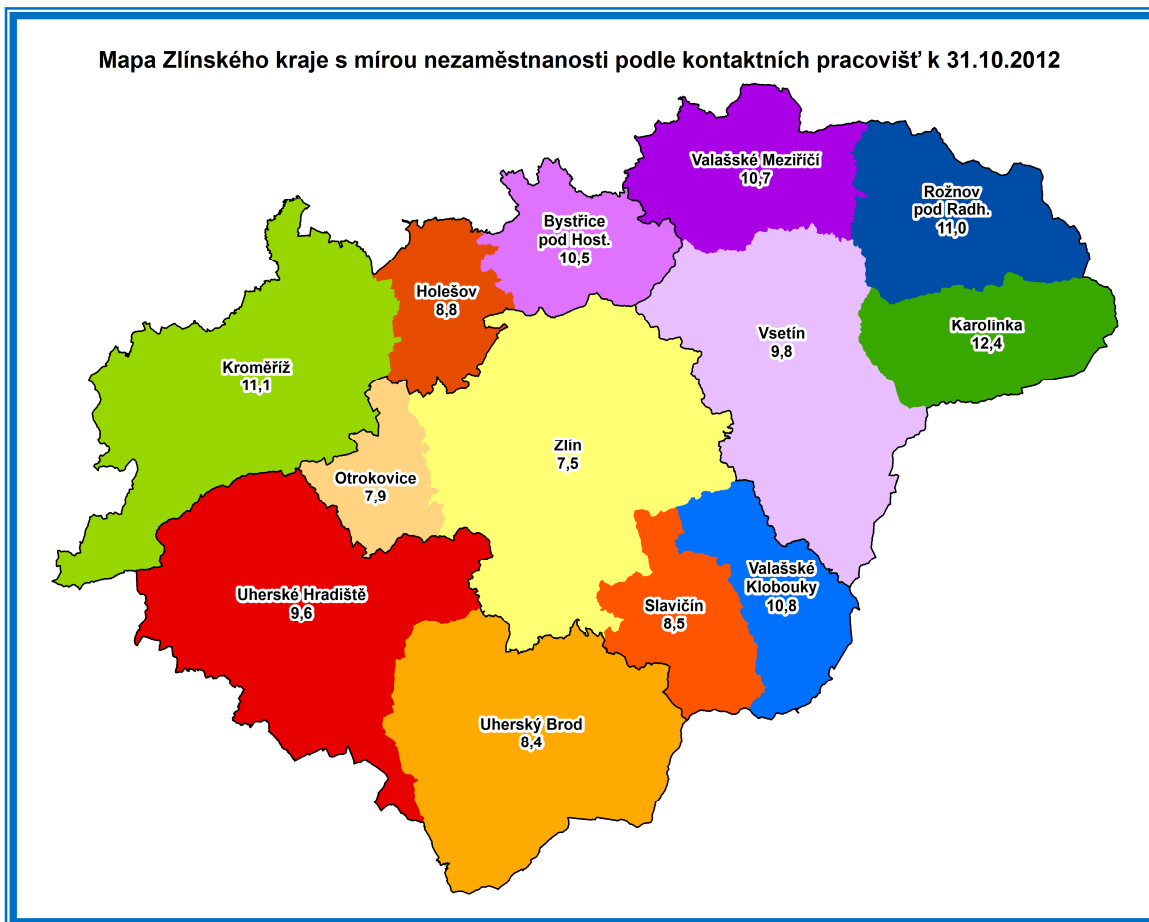 Mapa Zlínského kraje s mírou nezaměstnanosti podle kontaktních pracovišť k 31.10.2012
Valašské Meziříčí
10,7
Rožnov
pod Radh.
11,0
Bystřice
pod Host.
10,5
Holešov
8,8
Karolinka
12,4
Vsetín
9,8
Kroměříž
11,1
Zlín
7,5
Otrokovice
7,9
Valašské
Klobouky
10,8
Uherské Hradiště
9,6
Slavičín
8,5
Uherský Brod
8,4